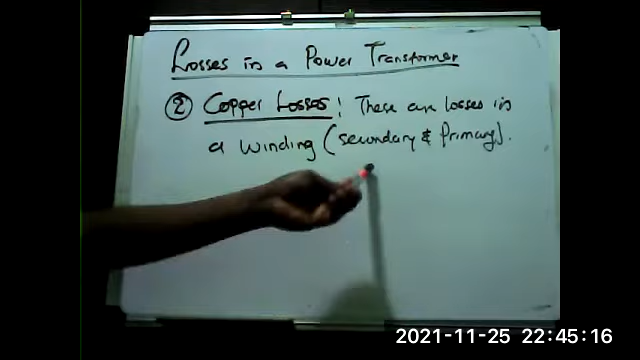 Losses in a Power Transformer
② Copper Losses: These are losses in
a winding (secondary & Primary).
2021-11-25 22:45:16